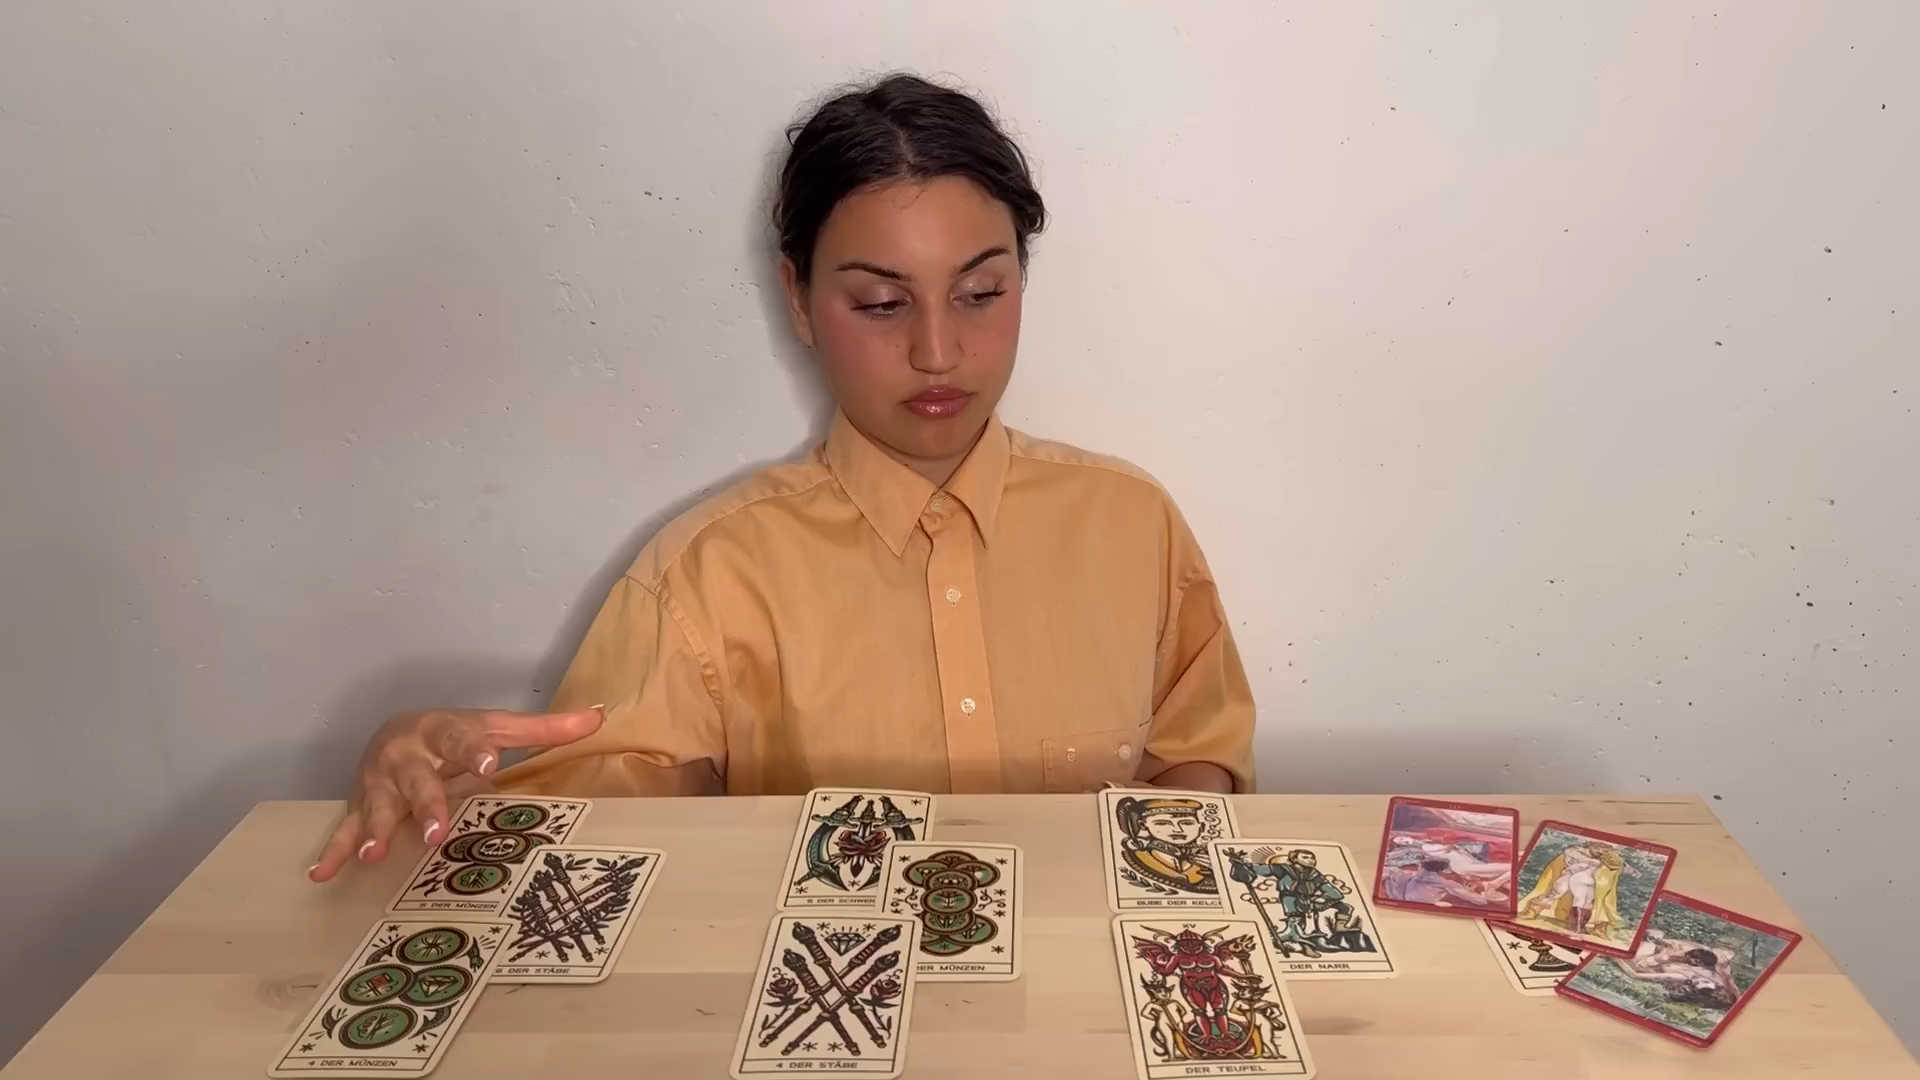 5 DER MÜNZEN
6 DER STÄBE
4 DER MÜNZEN
DER SCHWER
DER MÜNZEN
4 DER STÄBE
BUBE DER KELC
DER NARR
XV
DER TEUFEL